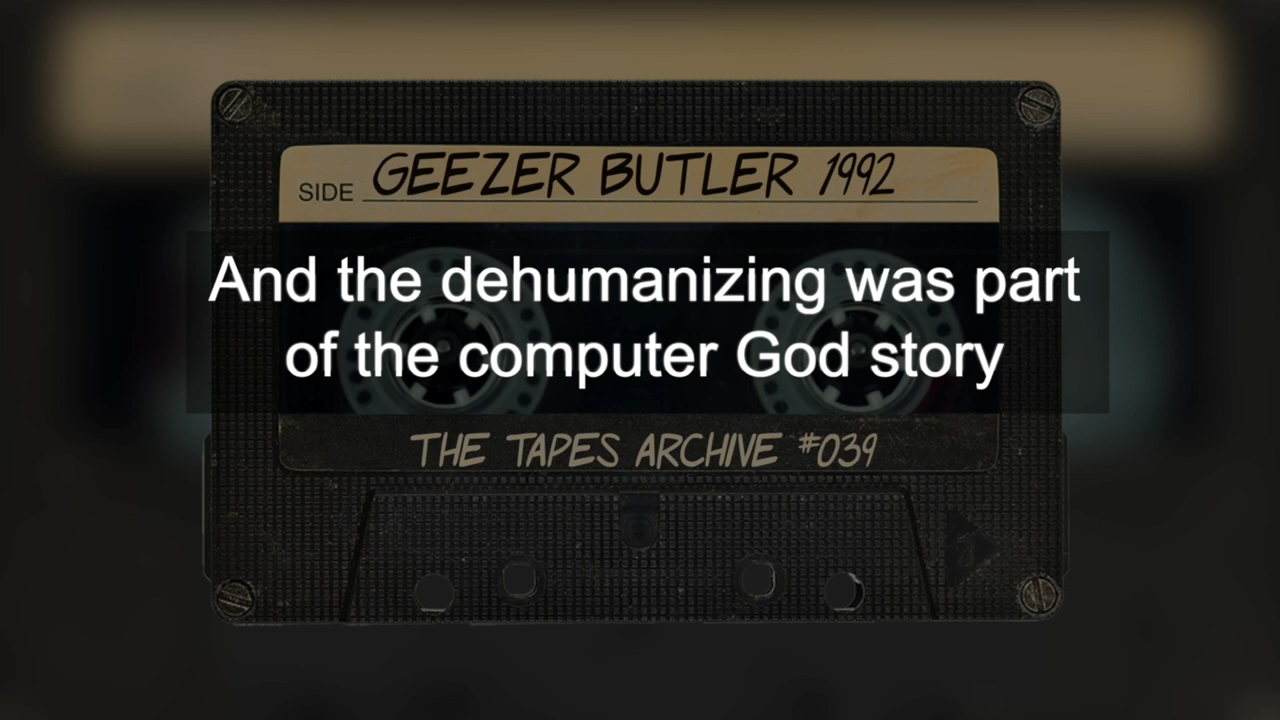 GEEZER BUTLER 1992
SIDE
And the dehumanizing was part
of the computer God story
THE TAPES ARCHIVE #039